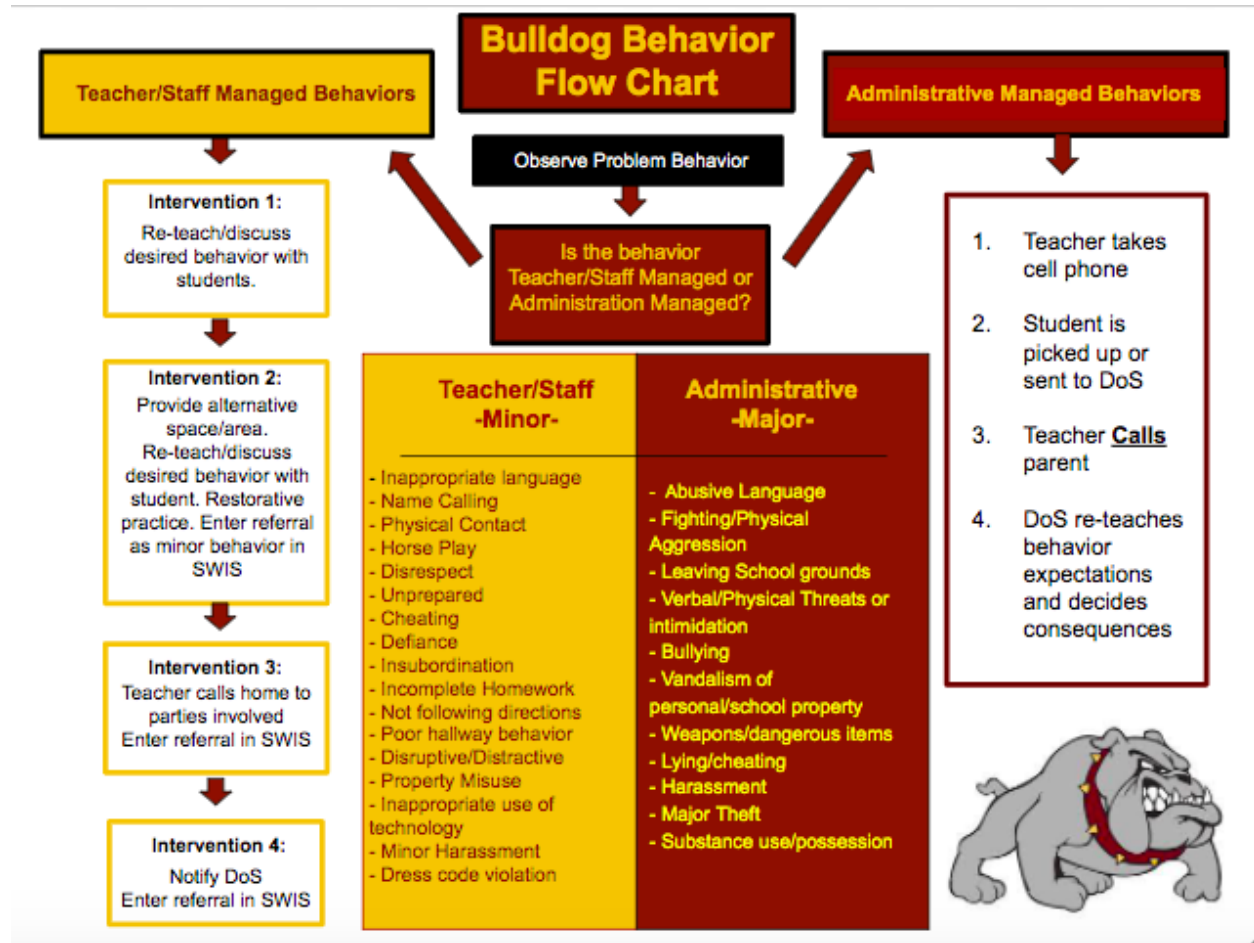 Bulldog Behavior
Flow Chart
Teacher/Staff Managed Behaviors
Administrative Managed Behaviors
Observe Problem Behavior
Is the behavior
Teacher/Staff Managed or
Administration Managed?
Intervention 1:
Re-teach/discuss
desired behavior with
students.
Intervention 2:
Provide alternative
space/area.
Re-teach/discuss
desired behavior with
student. Restorative
practice. Enter referral
as minor behavior in
SWIS
Intervention 3:
Teacher calls home to
parties involved
Enter referral in SWIS
Intervention 4:
Notify DoS
Enter referral in SWIS
Teacher/Staff
-Minor-
- Inappropriate language
- Name Calling
- Physical Contact
- Horse Play
- Disrespect
- Unprepared
- Cheating
- Defiance
- Insubordination
- Incomplete Homework
- Not following directions
- Poor hallway behavior
- Disruptive/Distractive
- Property Misuse
- Inappropriate use of
technology
- Minor Harassment
- Dress code violation
Administrative
-Major-
- Abusive Language
- Fighting/Physical
Aggression
- Leaving School grounds
- Verbal/Physical Threats or
intimidation
- Bullying
- Vandalism of
personal/school property
- Weapons/dangerous items
- Lying/cheating
- Harassment
- Major Theft
- Substance use/possession
1. Teacher takes
cell phone
2. Student is
picked up or
sent to DoS
3. Teacher Calls
parent
4. DoS re-teaches
behavior
expectations
and decides
consequences